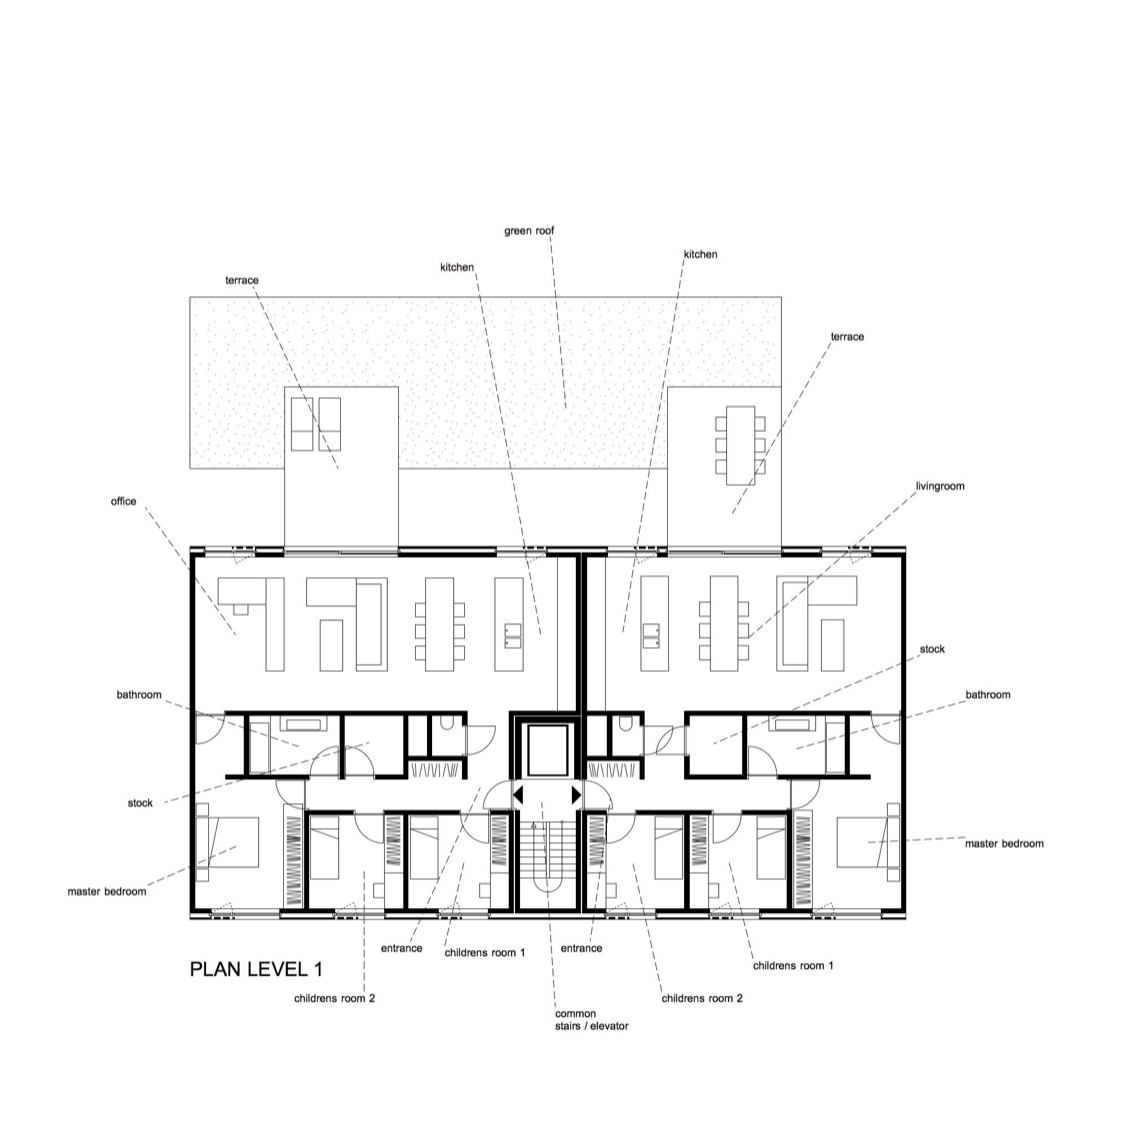 green roof
kitchen
kitchen
terrace
terrace
livingroom
office
stock
bathroom
bathroom
stock
master bedroom
master bedroom
entrance
childrens room 1
entrance
childrens room 1
PLAN LEVEL 1
childrens room 2
childrens room 2
common
stairs / elevator